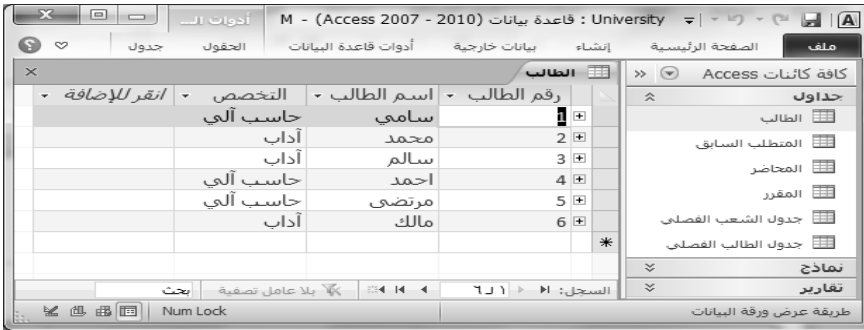 University : قاعدة بيانات (Access 2007 - 2010) - M
أدوات الـ...
ملف
الصفحة الرئيسية
إنشاء
بيانات خارجية
أدوات قاعدة البيانات
الحقول
جدول
كافة كائنات Access
جداول
الطالب
المتطلب السابق
المحاضر
المقرر
جدول الشعب الفصلي
جدول الطالب الفصلي
نماذج
تقارير
الطالب
رقم الطالب اسم الطالب التخصص انقر للإضافة
1 سامي حاسب آلي
2 محمد آداب
3 سالم آداب
4 احمد حاسب آلي
5 مرتضى حاسب آلي
6 مالك آداب
السجل: ١ لـ ٦ بلا عامل تصفية بحث
طريقة عرض ورقة البيانات Num Lock